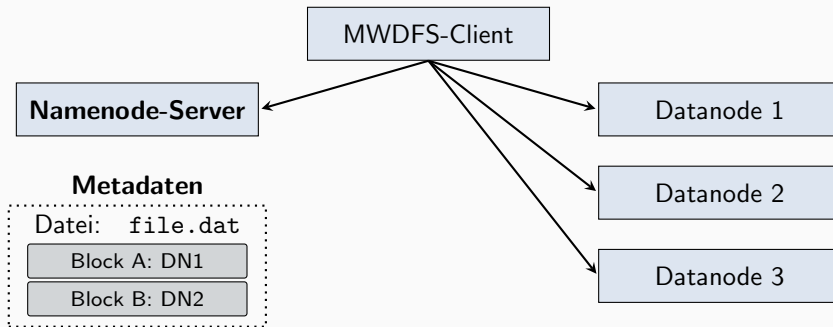 MWDFS-Client
Namenode-Server
Datanode 1
Metadaten
Datei: file.dat
Block A: DN1
Block B: DN2
Datanode 2
Datanode 3